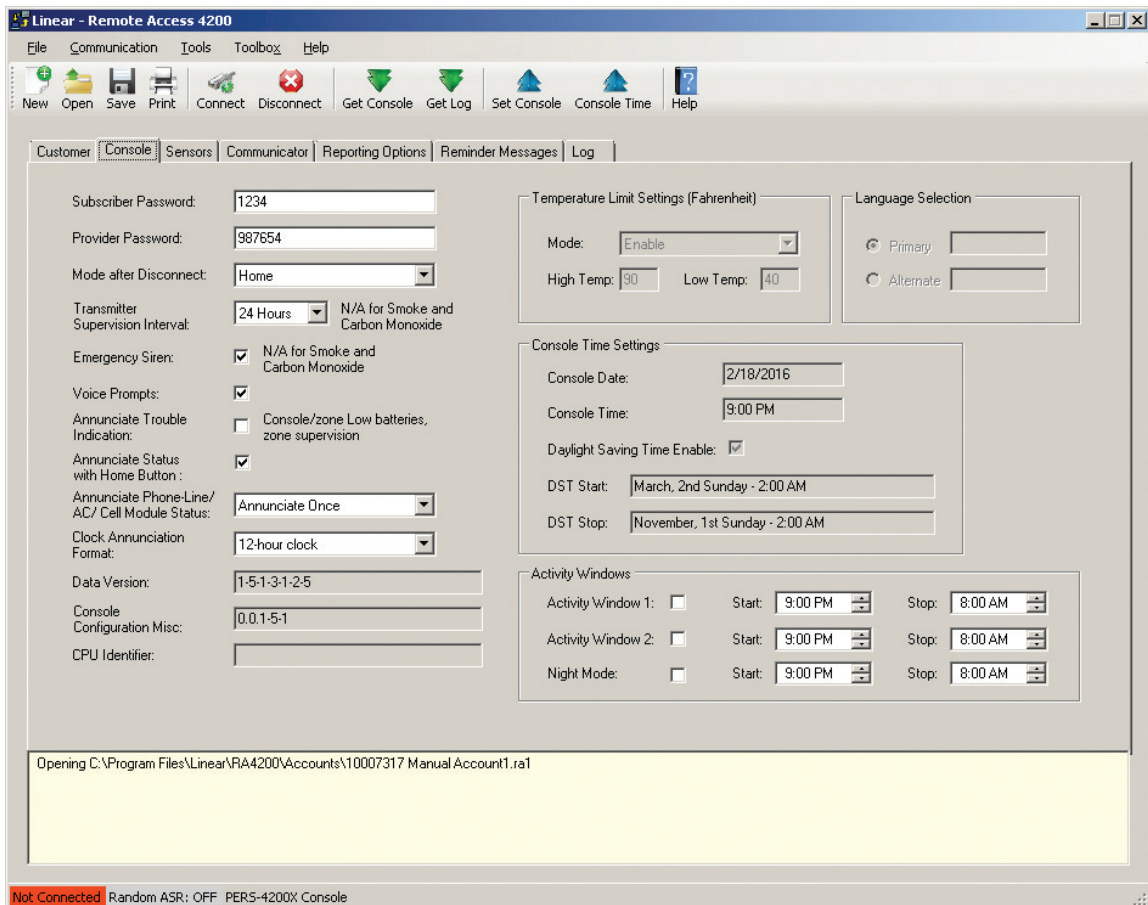 Linear - Remote Access 4200
File Communication Tools Toolbox Help
New Open Save Print Connect Disconnect Get Console Get Log Set Console Console Time Help
Customer Console Sensors Communicator Reporting Options Reminder Messages Log
Subscriber Password: 1234
Provider Password: 987654
Mode after Disconnect: Home
Transmitter
Supervision Interval: 24 Hours N/A for Smoke and
Carbon Monoxide
Emergency Siren: N/A for Smoke and
Carbon Monoxide
Voice Prompts:
Annunciate Trouble
Indication: Console/zone Low batteries,
zone supervision
Annunciate Status
with Home Button :
Annunciate Phone-Line/
AC/ Cell Module Status: Annunciate Once
Clock Annunciation
Format: 12-hour clock
Data Version: 1-5-1-3-1-2-5
Console
Configuration Misc: 0.0.1-5-1
CPU Identifier:
Temperature Limit Settings (Fahrenheit)
Mode: Enable
High Temp: 90 Low Temp: 40
Language Selection
Primary
Alternate
Console Time Settings
Console Date: 2/18/2016
Console Time: 9:00 PM
Daylight Saving Time Enable:
DST Start: March, 2nd Sunday - 2:00 AM
DST Stop: November, 1st Sunday - 2:00 AM
Activity Windows
Activity Window 1: Start: 9:00 PM Stop: 8:00 AM
Activity Window 2: Start: 9:00 PM Stop: 8:00 AM
Night Mode: Start: 9:00 PM Stop: 8:00 AM
Opening C:\Program Files\Linear\RA4200\Accounts\10007317 Manual Account1.ra1
Not Connected Random ASR: OFF PERS-4200X Console